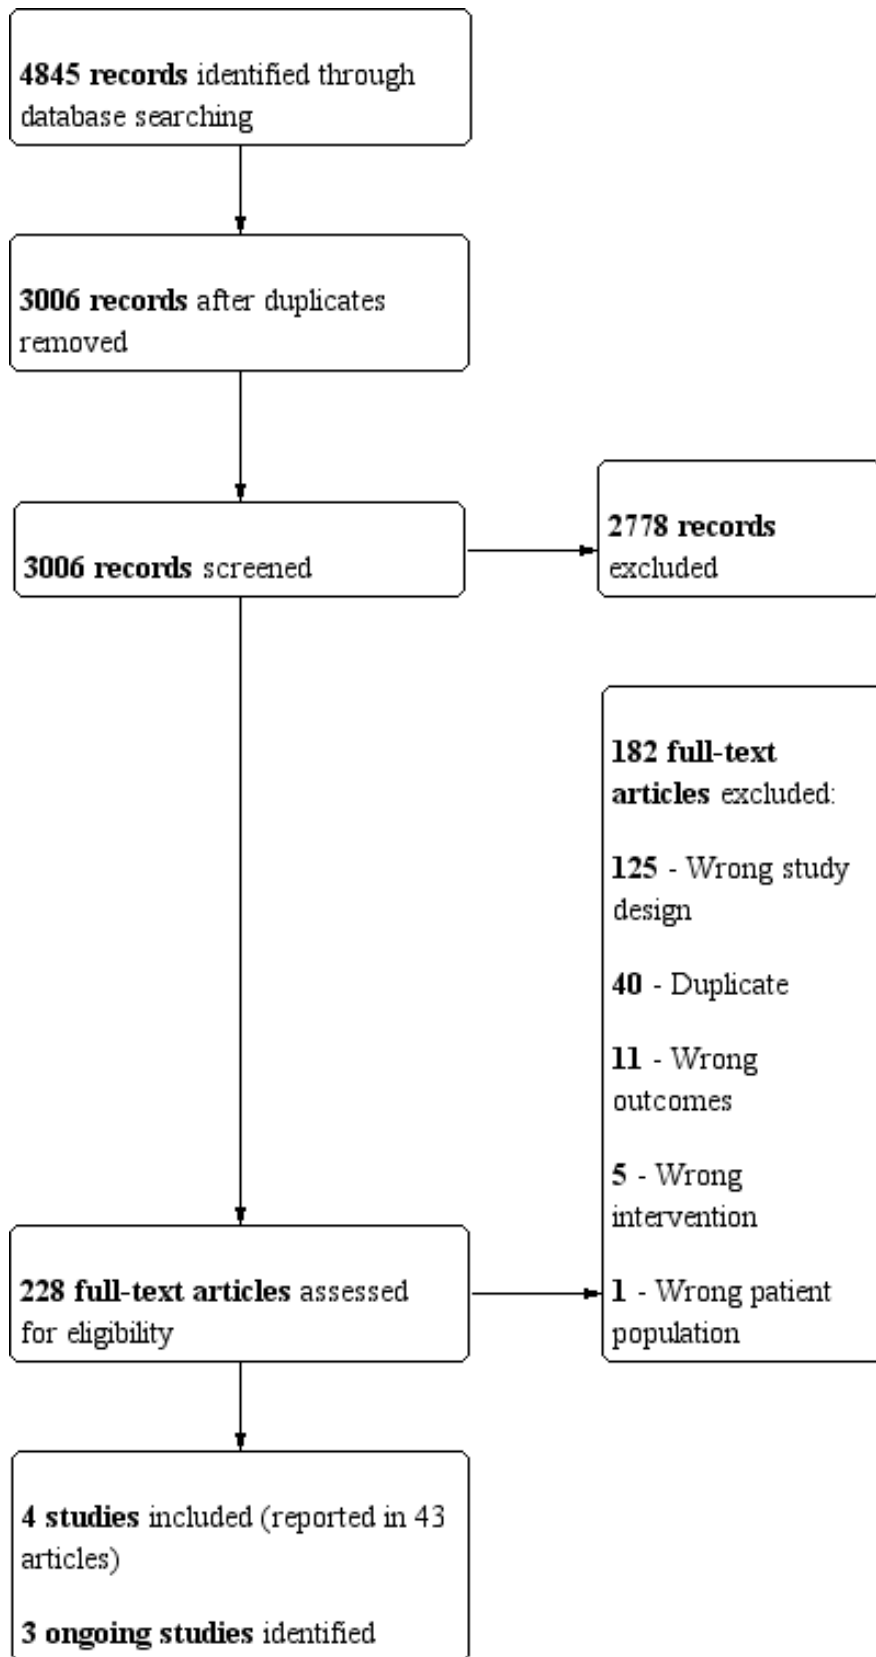 4845 records identified through
database searching
3006 records after duplicates
removed
3006 records screened
2778 records
excluded
182 full-text
articles excluded:
125 - Wrong study
design
40 - Duplicate
11 - Wrong
outcomes
5 - Wrong
intervention
1 - Wrong patient
population
228 full-text articles assessed
for eligibility
4 studies included (reported in 43
articles)
3 ongoing studies identified